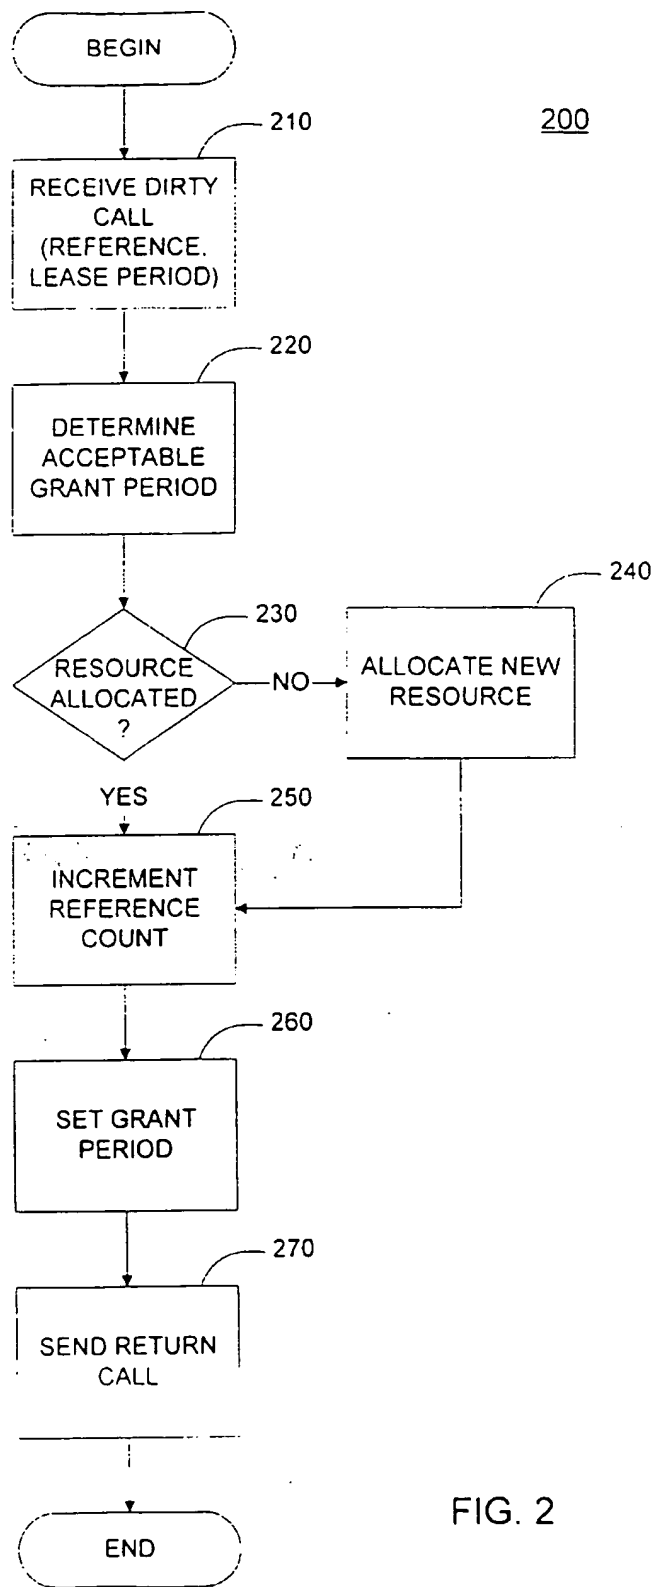 BEGIN
210
200
RECEIVE DIRTY
CALL
(REFERENCE.
LEASE PERIOD)
220
DETERMINE
ACCEPTABLE
GRANT PERIOD
230
RESOURCE
ALLOCATED
?
NO
240
ALLOCATE NEW
RESOURCE
YES
250
INCREMENT
REFERENCE
COUNT
260
SET GRANT
PERIOD
270
SEND RETURN
CALL
END
FIG. 2